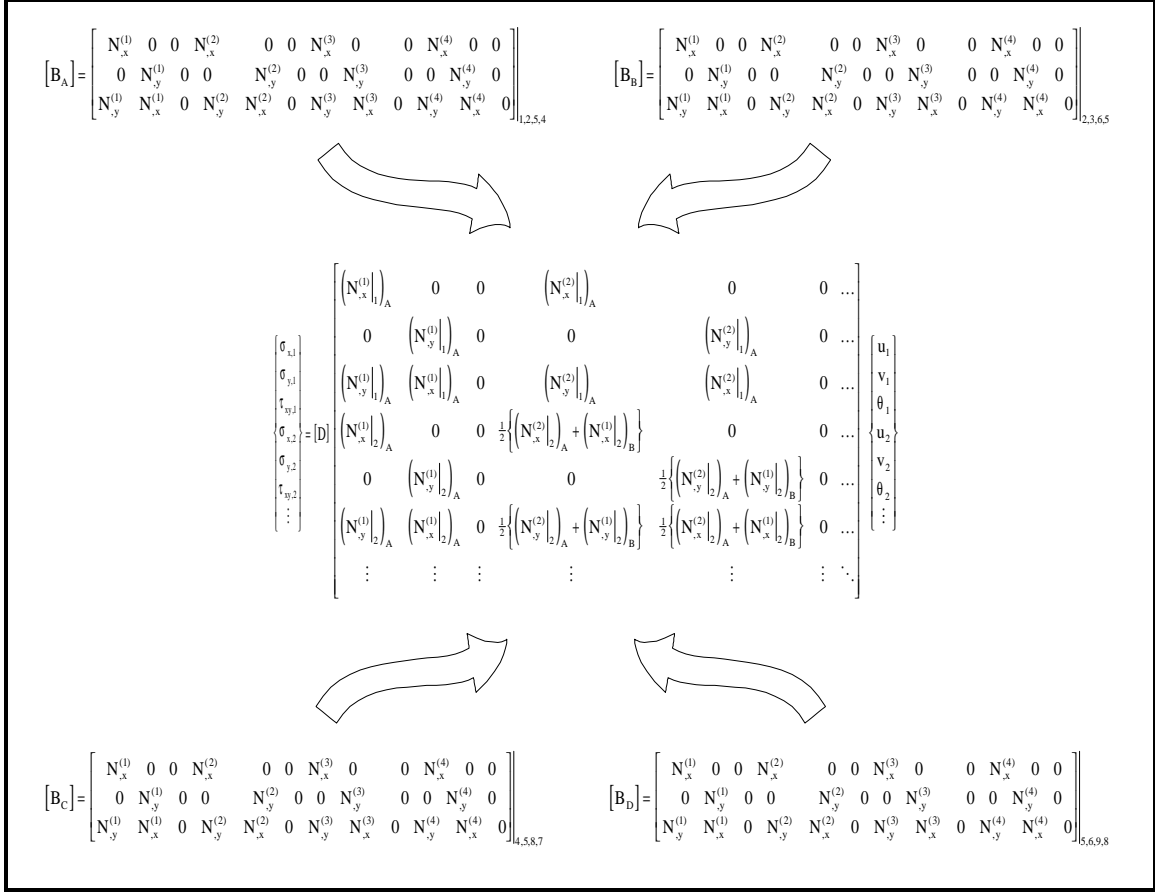 [B_A] = [ N,x^(1) 0 0 N,x^(2) 0 0 N,x^(3) 0 0 N,x^(4) 0 0
0 N,y^(1) 0 0 N,y^(2) 0 0 N,y^(3) 0 0 N,y^(4) 0
N,y^(1) N,x^(1) 0 N,y^(2) N,x^(2) 0 N,y^(3) N,x^(3) 0 N,y^(4) N,x^(4) 0 ]|1,2,5,4
[B_B] = [ N,x^(1) 0 0 N,x^(2) 0 0 N,x^(3) 0 0 N,x^(4) 0 0
0 N,y^(1) 0 0 N,y^(2) 0 0 N,y^(3) 0 0 N,y^(4) 0
N,y^(1) N,x^(1) 0 N,y^(2) N,x^(2) 0 N,y^(3) N,x^(3) 0 N,y^(4) N,x^(4) 0 ]|2,3,6,5
{ σx,1 σy,1 τxy,1 σx,2 σy,2 τxy,2 ⋮ } = [D]
(N,x^(1)|1)A 0 0 (N,x^(2)|1)A 0 0 …
0 (N,y^(1)|1)A 0 0 (N,y^(2)|1)A 0 …
(N,y^(1)|1)A (N,x^(1)|1)A 0 (N,y^(2)|1)A (N,x^(2)|1)A 0 …
(N,x^(1)|2)A 0 0 ½{(N,x^(2)|2)A + (N,x^(1)|2)B} 0 0 …
0 (N,y^(1)|2)A 0 0 ½{(N,y^(2)|2)A + (N,y^(1)|2)B} 0 …
(N,y^(1)|2)A (N,x^(1)|2)A 0 ½{(N,y^(2)|2)A + (N,y^(1)|2)B} ½{(N,x^(2)|2)A + (N,x^(1)|2)B} 0 …
⋮ ⋮ ⋮ ⋮ ⋮ ⋮ ⋱
{ u1 v1 θ1 u2 v2 θ2 ⋮ }
[B_C] = [ N,x^(1) 0 0 N,x^(2) 0 0 N,x^(3) 0 0 N,x^(4) 0 0
0 N,y^(1) 0 0 N,y^(2) 0 0 N,y^(3) 0 0 N,y^(4) 0
N,y^(1) N,x^(1) 0 N,y^(2) N,x^(2) 0 N,y^(3) N,x^(3) 0 N,y^(4) N,x^(4) 0 ]|4,5,8,7
[B_D] = [ N,x^(1) 0 0 N,x^(2) 0 0 N,x^(3) 0 0 N,x^(4) 0 0
0 N,y^(1) 0 0 N,y^(2) 0 0 N,y^(3) 0 0 N,y^(4) 0
N,y^(1) N,x^(1) 0 N,y^(2) N,x^(2) 0 N,y^(3) N,x^(3) 0 N,y^(4) N,x^(4) 0 ]|5,6,9,8